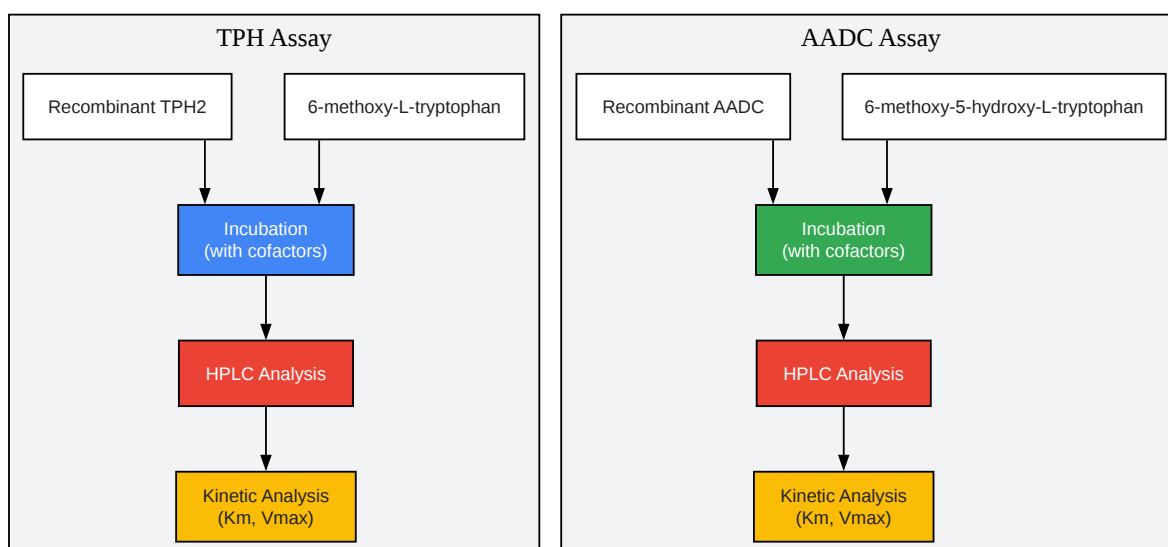 TPH Assay
Recombinant TPH2
6-methoxy-L-tryptophan
Incubation
(with cofactors)
HPLC Analysis
Kinetic Analysis
(Km, Vmax)
AADC Assay
Recombinant AADC
6-methoxy-5-hydroxy-L-tryptophan
Incubation
(with cofactors)
HPLC Analysis
Kinetic Analysis
(Km, Vmax)